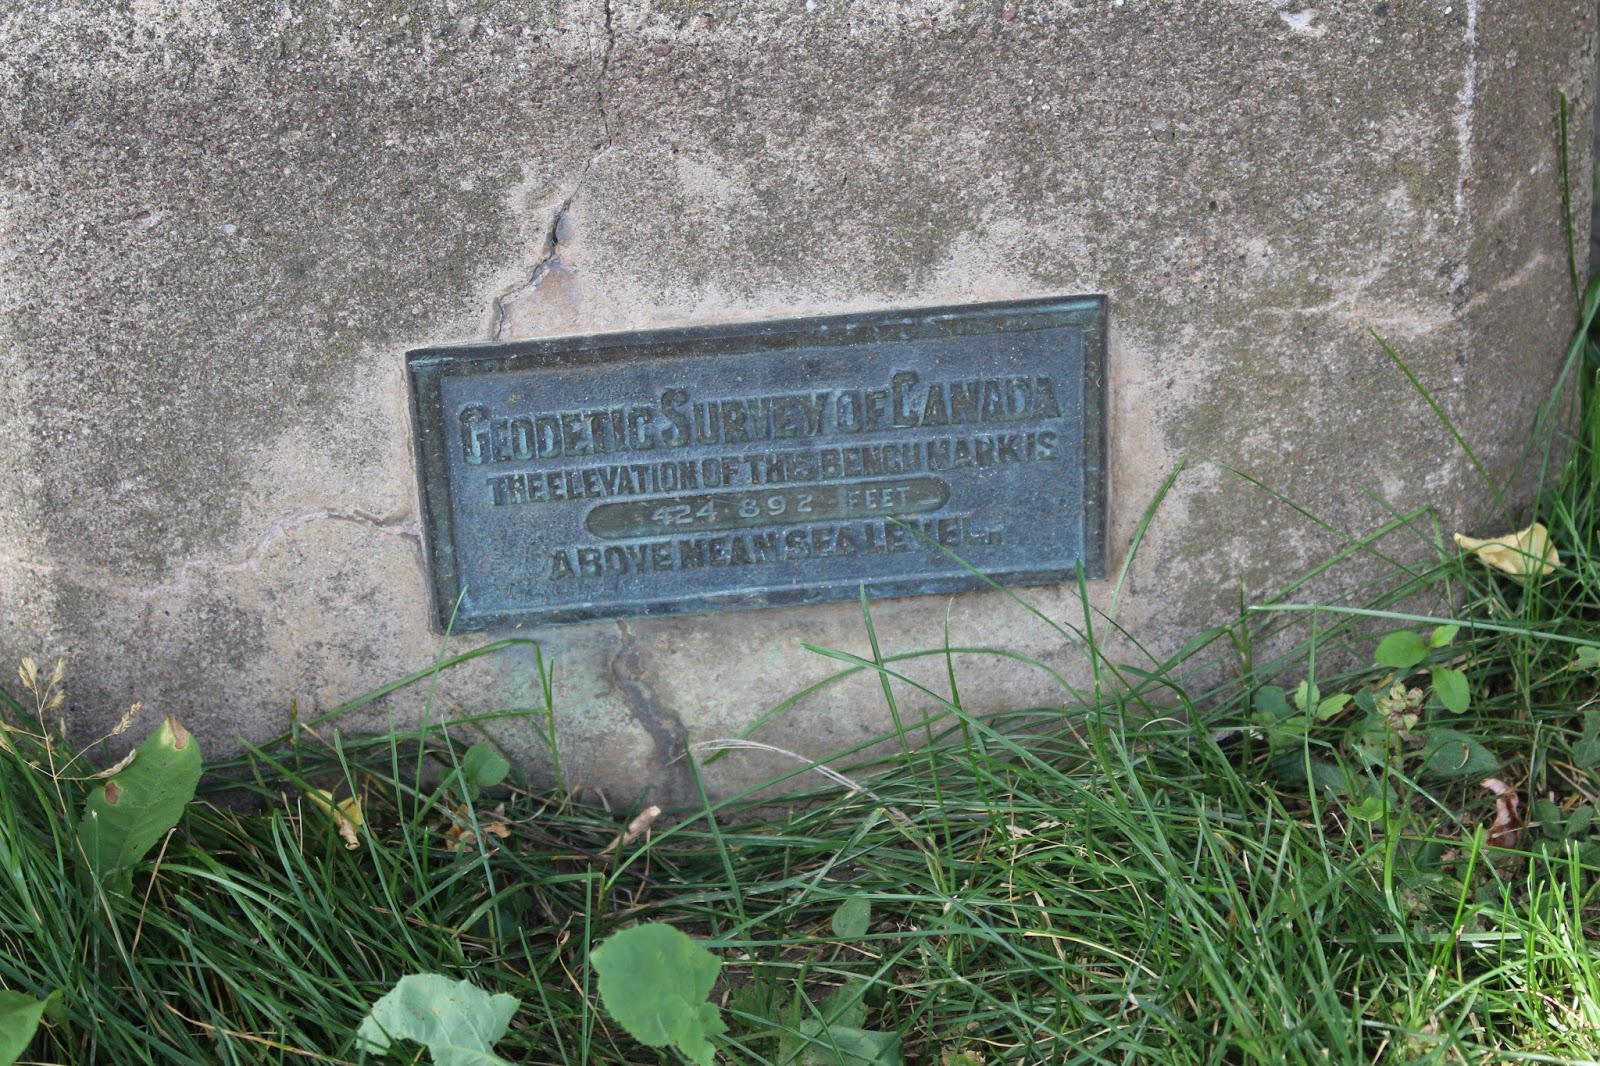 GEODETIC SURVEY OF CANADA
THE ELEVATION OF THIS BENCH MARK IS
424.892 FEET
ABOVE MEAN SEA LEVEL.